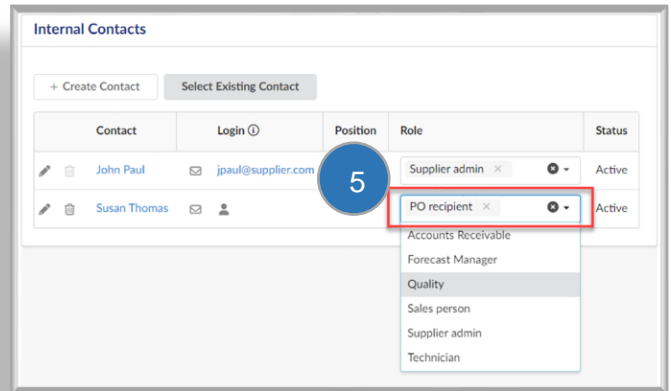 Internal Contacts
+ Create Contact Select Existing Contact
Contact Login Position Role Status
John Paul jpaul@supplier.com Supplier admin × Active
5
Susan Thomas PO recipient × Active
Accounts Receivable
Forecast Manager
Quality
Sales person
Supplier admin
Technician